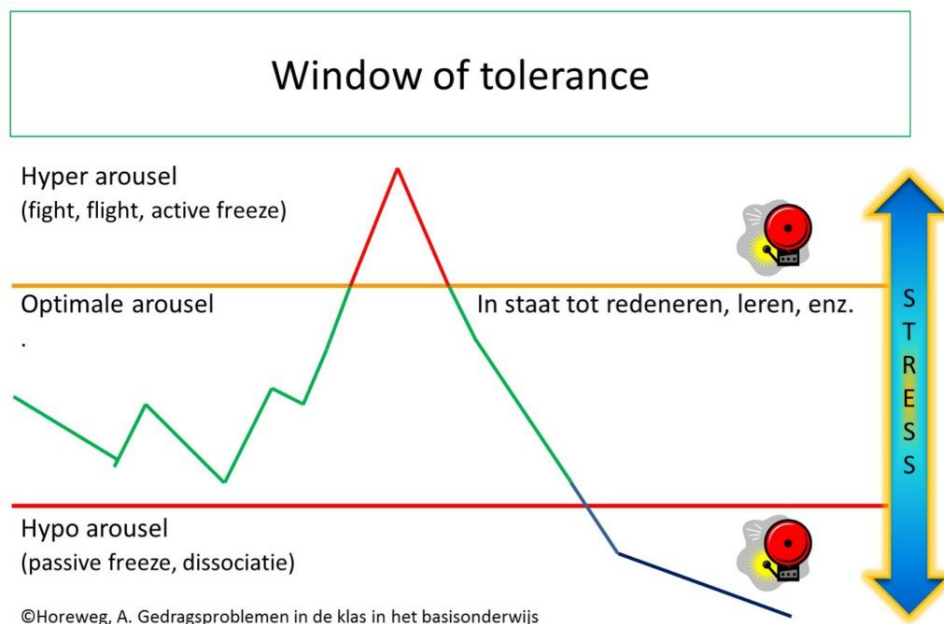 Window of tolerance
Hyper arousel
(fight, flight, active freeze)
Optimale arousel
In staat tot redeneren, leren, enz.
.
Hypo arousel
(passive freeze, dissociatie)
©Horeweg, A. Gedragsproblemen in de klas in het basisonderwijs
STRESS